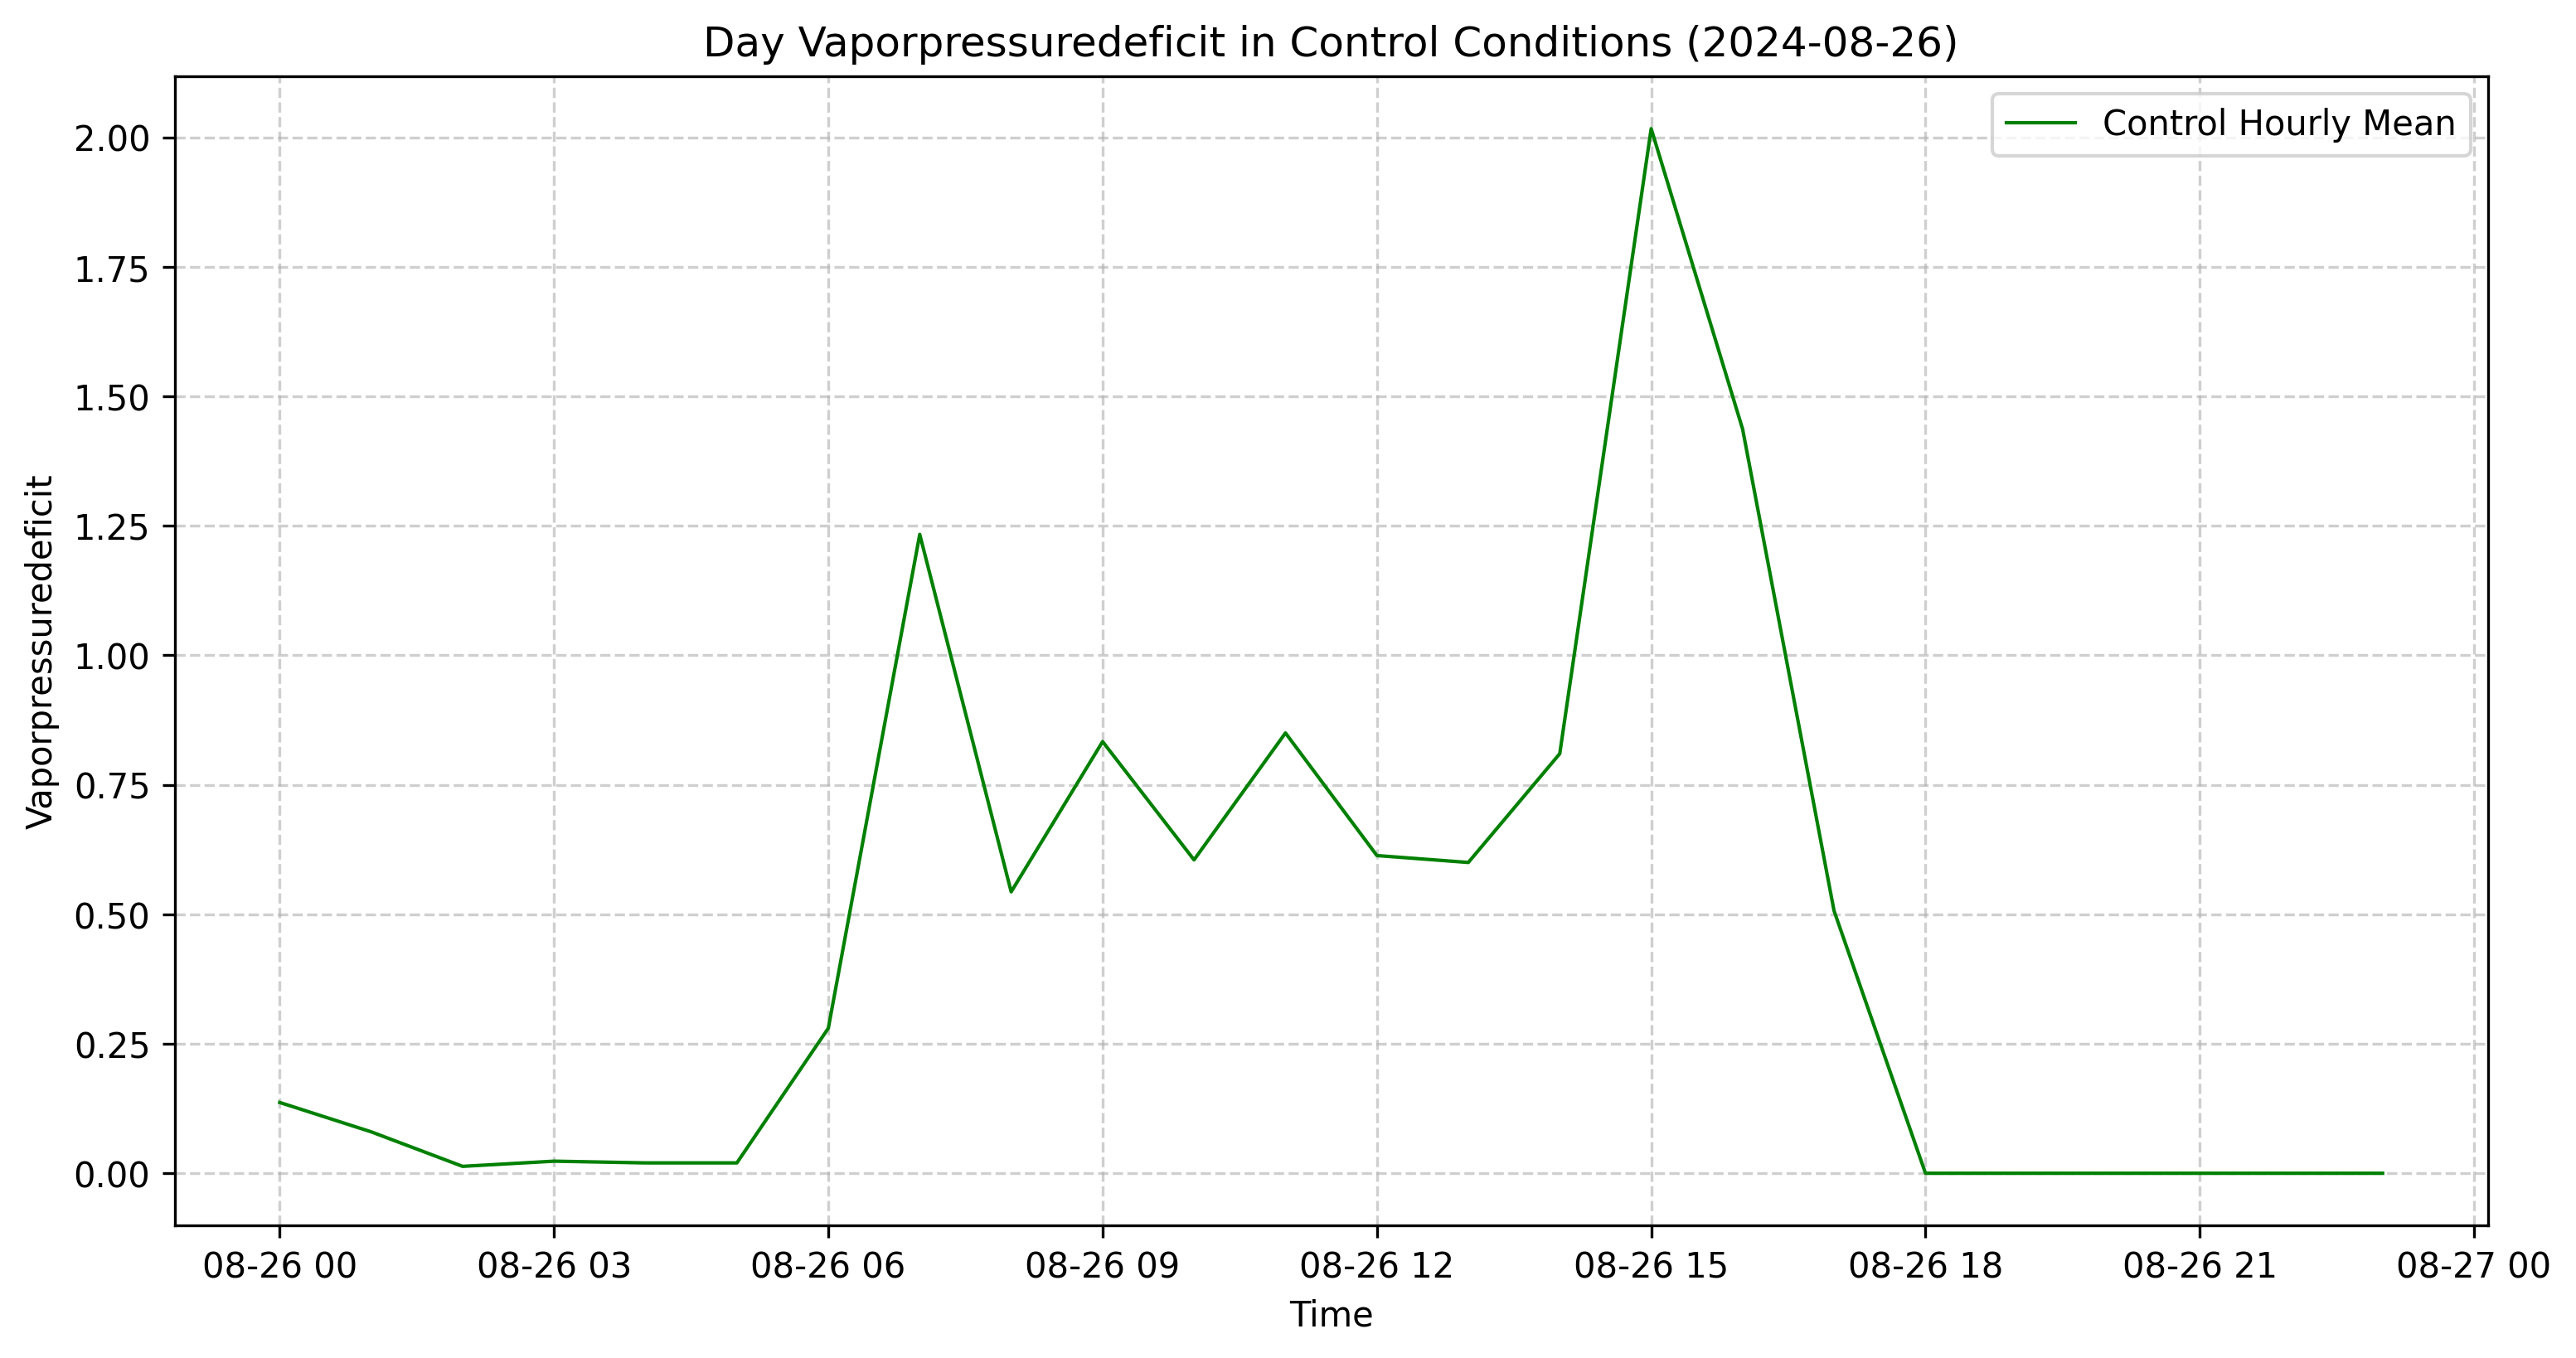 Day Vaporpressuredeficit in Control Conditions (2024-08-26)
Control Hourly Mean
2.00
1.75
1.50
1.25
1.00
0.75
0.50
0.25
0.00
Vaporpressuredeficit
08-26 00 08-26 03 08-26 06 08-26 09 08-26 12 08-26 15 08-26 18 08-26 21 08-27 00
Time